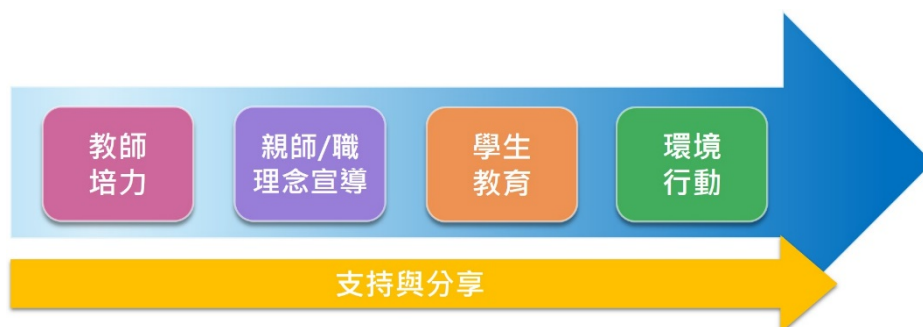 教師
培力
親師/職
理念宣導
學生
教育
環境
行動
支持與分享